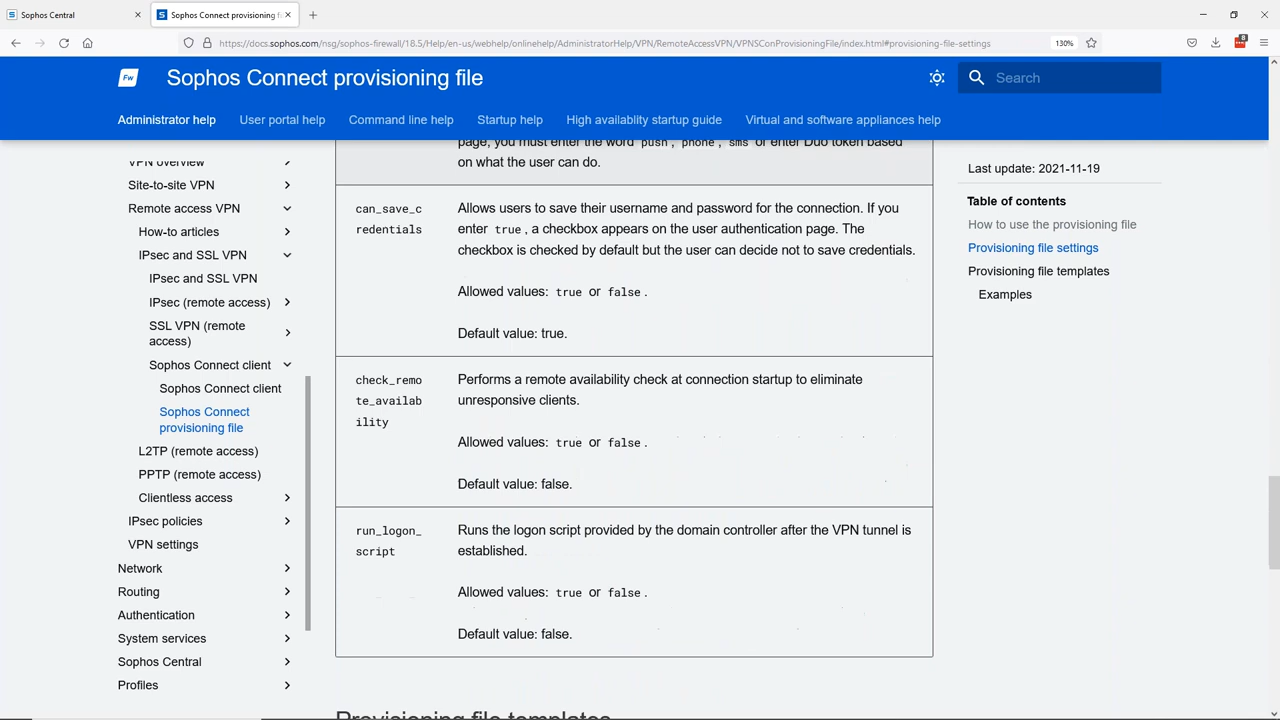 Sophos Central
Sophos Connect provisioning f
https://docs.sophos.com/nsg/sophos-firewall/18.5/Help/en-us/webhelp/onlinehelp/AdministratorHelp/VPN/RemoteAccessVPN/VPNSConProvisioningFile/index.html#provisioning-file-settings
130%
8
Fw
Sophos Connect provisioning file
Search
Administrator help
User portal help
Command line help
Startup help
High availablity startup guide
Virtual and software appliances help
VPN overview
Site-to-site VPN
Remote access VPN
How-to articles
IPsec and SSL VPN
IPsec and SSL VPN
IPsec (remote access)
SSL VPN (remote
access)
Sophos Connect client
Sophos Connect client
Sophos Connect
provisioning file
L2TP (remote access)
PPTP (remote access)
Clientless access
IPsec policies
VPN settings
Network
Routing
Authentication
System services
Sophos Central
Profiles
page, you must enter the word push, phone, sms or enter Duo token based
on what the user can do.
can_save_c
redentials
Allows users to save their username and password for the connection. If you
enter true, a checkbox appears on the user authentication page. The
checkbox is checked by default but the user can decide not to save credentials.
Allowed values: true or false.
Default value: true.
check_remo
te_availab
ility
Performs a remote availability check at connection startup to eliminate
unresponsive clients.
Allowed values: true or false.
Default value: false.
run_logon_
script
Runs the logon script provided by the domain controller after the VPN tunnel is
established.
Allowed values: true or false.
Default value: false.
Provisioning file templates
Last update: 2021-11-19
Table of contents
How to use the provisioning file
Provisioning file settings
Provisioning file templates
Examples